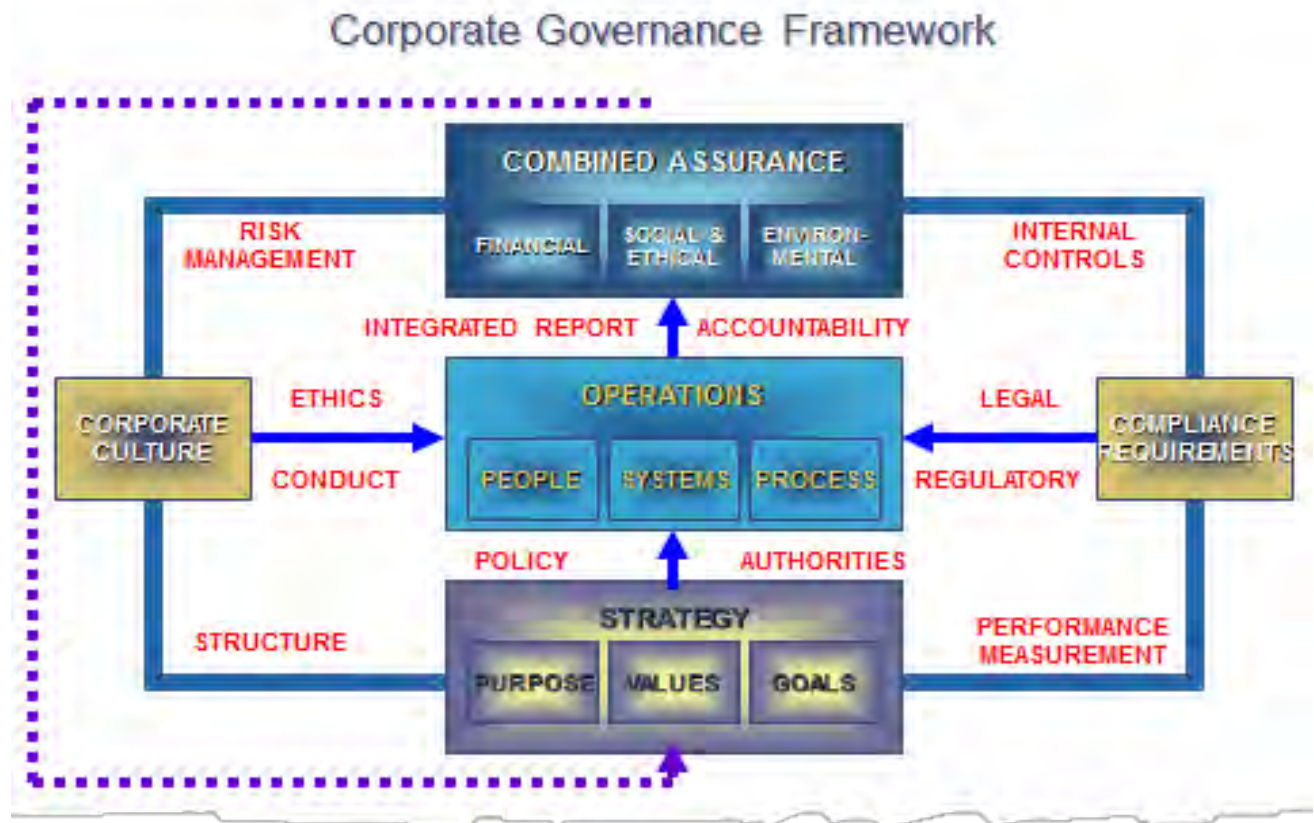 Corporate Governance Framework
COMBINED ASSURANCE
FINANCIAL
SOCIAL &
ETHICAL
ENVIRON-
MENTAL
RISK
MANAGEMENT
INTERNAL
CONTROLS
INTEGRATED REPORT
ACCOUNTABILITY
CORPORATE
CULTURE
ETHICS
CONDUCT
OPERATIONS
PEOPLE
SYSTEMS
PROCESS
LEGAL
REGULATORY
COMPLIANCE
REQUIREMENTS
POLICY
AUTHORITIES
STRUCTURE
STRATEGY
PURPOSE
VALUES
GOALS
PERFORMANCE
MEASUREMENT